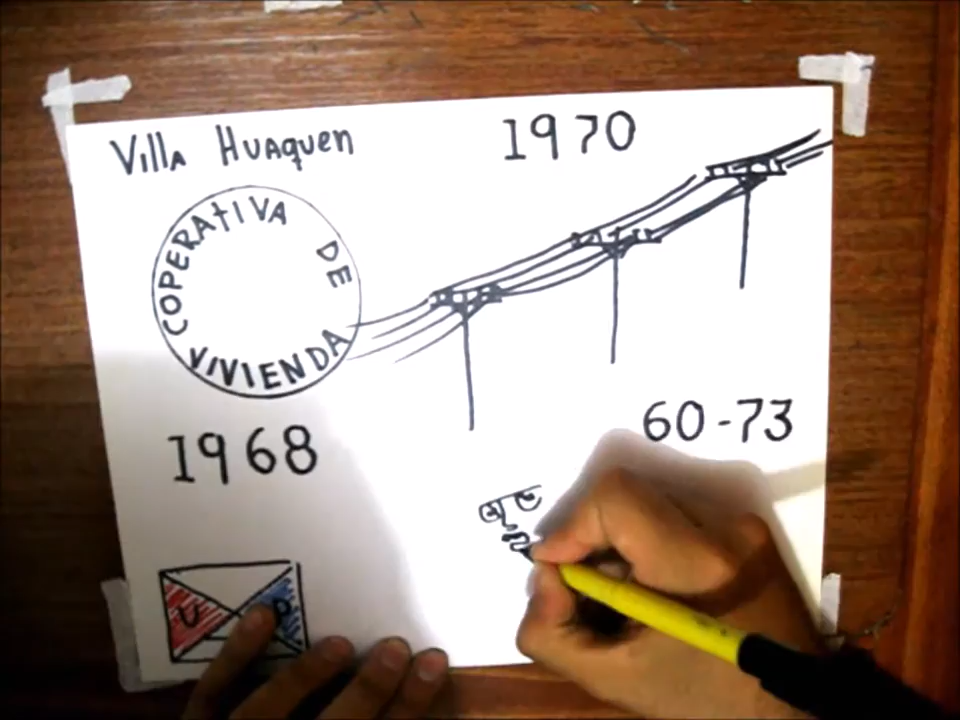 Villa Huaquen
1970
COPERATIVA DE VIVIENDA
60-73
1968
U P